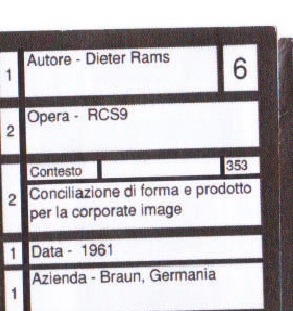 1 Autore - Dieter Rams 6
2 Opera - RCS9
Contesto 353
2 Conciliazione di forma e prodotto
per la corporate image
1 Data - 1961
1 Azienda - Braun, Germania